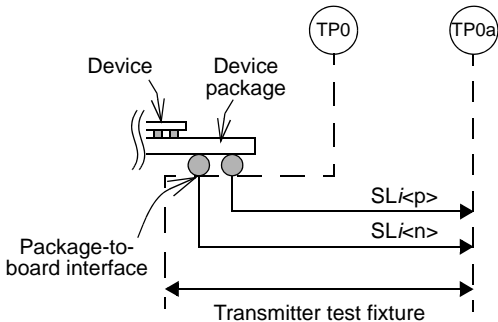 TP0
TP0a
Device
Device
package
SLi<p>
SLi<n>
Package-to-
board interface
Transmitter test fixture